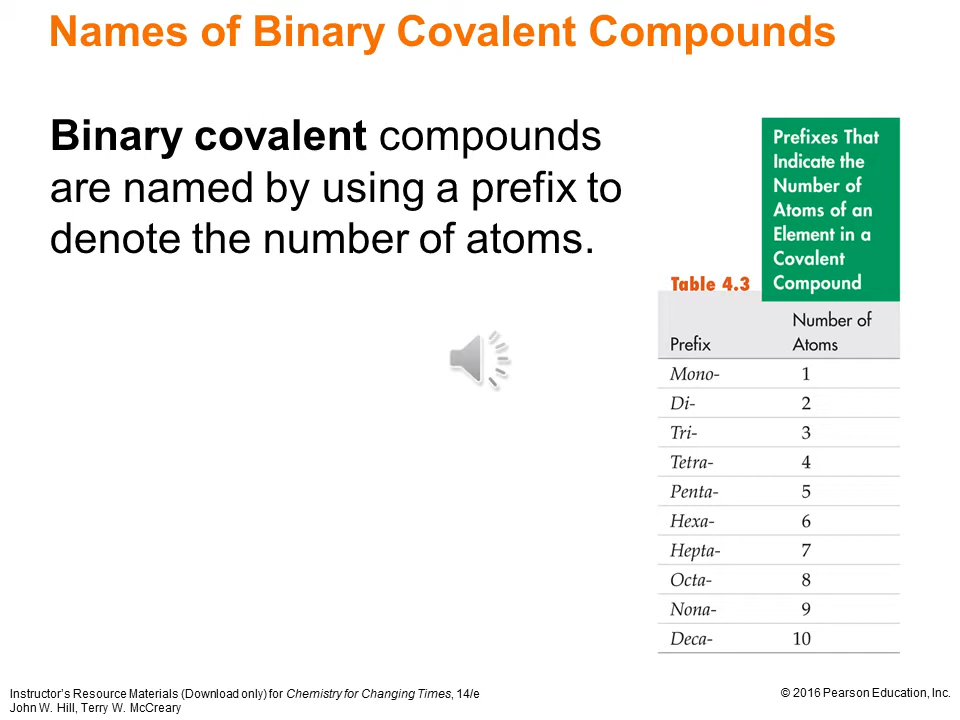 Names of Binary Covalent Compounds
Binary covalent compounds
are named by using a prefix to
denote the number of atoms.
Table 4.3
Prefixes That
Indicate the
Number of
Atoms of an
Element in a
Covalent
Compound
Prefix Number of Atoms
Mono- 1
Di- 2
Tri- 3
Tetra- 4
Penta- 5
Hexa- 6
Hepta- 7
Octa- 8
Nona- 9
Deca- 10
Instructor's Resource Materials (Download only) for Chemistry for Changing Times, 14/e
John W. Hill, Terry W. McCreary
© 2016 Pearson Education, Inc.